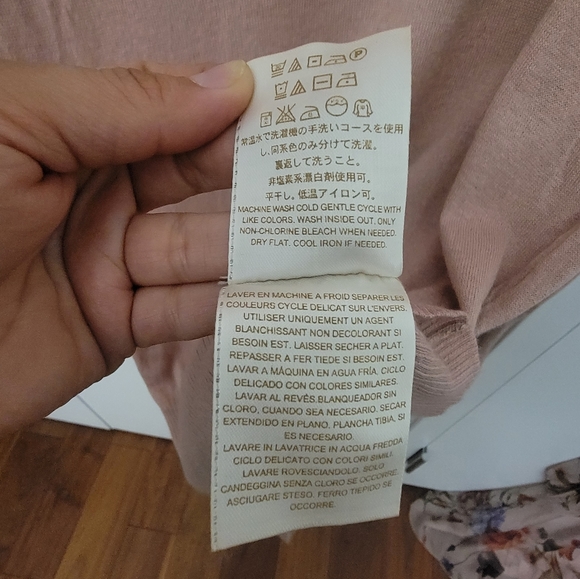 常温水で洗濯機の手洗いコースを使用
し、同系色のみ分けて洗濯。
裏返して洗うこと。
非塩素系漂白剤使用可。
平干し。低温アイロン可。
MACHINE WASH COLD GENTLE CYCLE WITH
LIKE COLORS. WASH INSIDE OUT. ONLY
NON-CHLORINE BLEACH WHEN NEEDED.
DRY FLAT. COOL IRON IF NEEDED.
LAVER EN MACHINE A FROID SEPARER LES
COULEURS CYCLE DELICAT SUR L'ENVERS.
UTILISER UNIQUEMENT UN AGENT
BLANCHISSANT NON DECOLORANT SI
BESOIN EST. LAISSER SECHER A PLAT.
REPASSER A FER TIEDE SI BESOIN EST.
LAVAR A MÁQUINA EN AGUA FRÍA. CICLO
DELICADO CON COLORES SIMILARES.
LAVAR AL REVÉS.BLANQUEADOR SIN
CLORO, CUANDO SEA NECESARIO. SECAR
EXTENDIDO EN PLANO. PLANCHA TIBIA, SI
ES NECESARIO.
LAVARE IN LAVATRICE IN ACQUA FREDDA
CICLO DELICATO CON COLORI SIMILI.
LAVARE ROVESCIANDOLO. SOLO
CANDEGGINA SENZA CLORO SE OCCORRE.
ASCIUGARE STESO. FERRO TIEPIDO SE
OCCORRE.